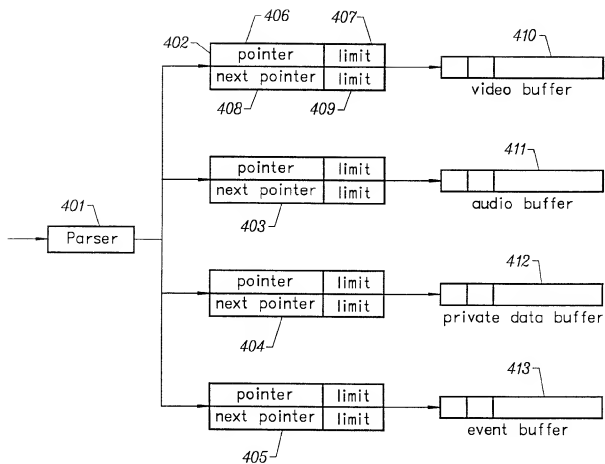 406 407
402 410
pointer limit
next pointer limit
408 409 video buffer
411
pointer limit
next pointer limit
401 403 audio buffer
Parser
412
pointer limit
next pointer limit
404 private data buffer
413
pointer limit
next pointer limit
405 event buffer